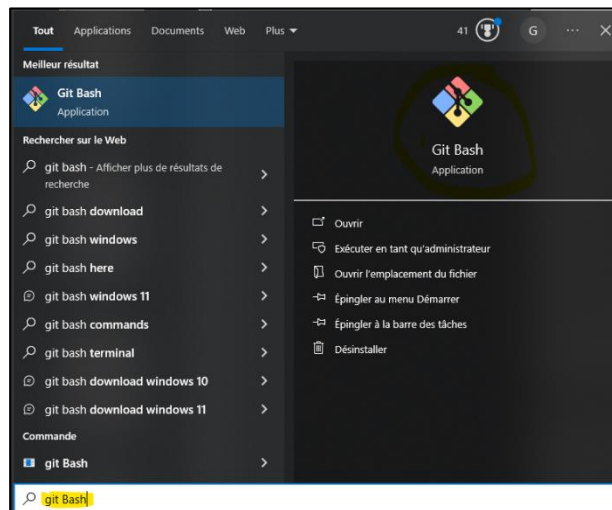 Tout Applications Documents Web Plus 41 G ...
Meilleur résultat
Git Bash
Application
Rechercher sur le Web
git bash - Afficher plus de résultats de
recherche
git bash download
git bash windows
git bash here
git bash windows 11
git bash commands
git bash terminal
git bash download windows 10
git bash download windows 11
Commande
git Bash
git Bash
Git Bash
Application
Ouvrir
Exécuter en tant qu'administrateur
Ouvrir l'emplacement du fichier
Épingler au menu Démarrer
Épingler à la barre des tâches
Désinstaller